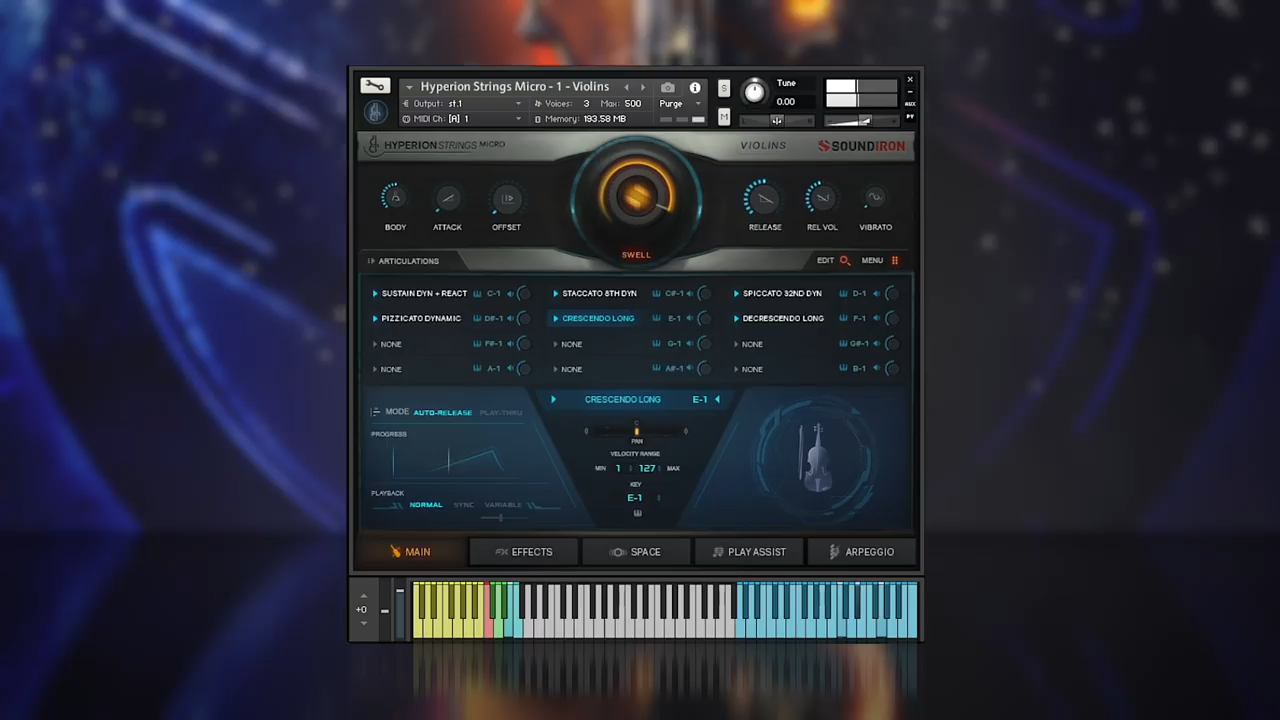 Hyperion Strings Micro - 1 - Violins
Output: st.1 Voices: 3 Max: 500 Purge
MIDI Ch: [A] 1 Memory: 193.58 MB
S
M
Tune
0.00
L R
AUX
PV
HYPERION STRINGS MICRO VIOLINS SOUNDIRON
BODY ATTACK OFFSET RELEASE REL VOL VIBRATO
SWELL
ARTICULATIONS EDIT MENU
SUSTAIN DYN + REACT C-1 STACCATO 8TH DYN C#-1 SPICCATO 32ND DYN D-1
PIZZICATO DYNAMIC D#-1 CRESCENDO LONG E-1 DECRESCENDO LONG F-1
NONE F#-1 NONE G-1 NONE G#-1
NONE A-1 NONE A#-1 NONE B-1
CRESCENDO LONG E-1
MODE AUTO-RELEASE PLAY-THRU
C
PROGRESS
PAN
VELOCITY RANGE
MIN 1 127 MAX
KEY
E-1
PLAYBACK
NORMAL SYNC VARIABLE
MAIN FX EFFECTS SPACE PLAY ASSIST ARPEGGIO
+0